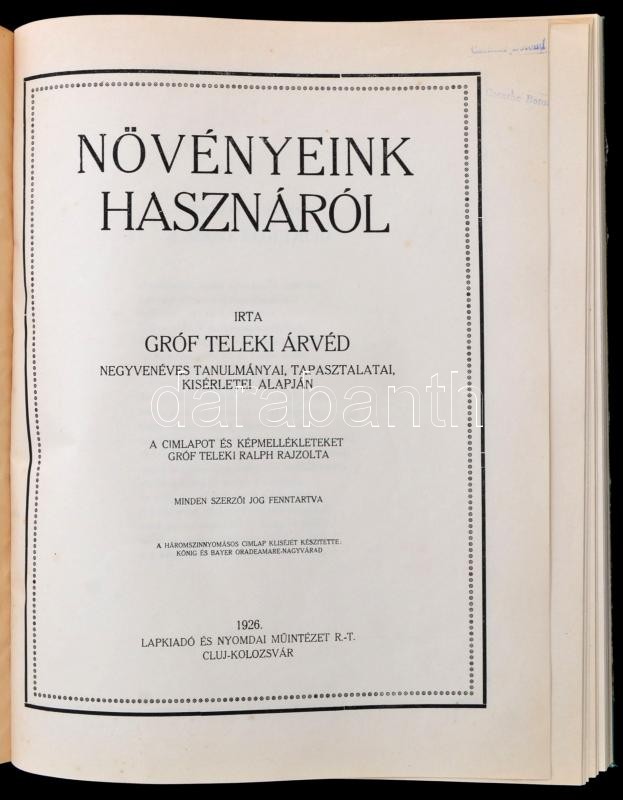 NÖVÉNYEINK
HASZNÁRÓL
IRTA
GRÓF TELEKI ÁRVÉD
NEGYVENÉVES TANULMÁNYAI, TAPASZTALATAI,
KISÉRLETEI ALAPJÁN
darabanth
A CIMLAPOT ÉS KÉPMELLÉKLETEKET
GRÓF TELEKI RALPH RAJZOLTA
MINDEN SZERZŐI JOG FENNTARTVA
A HÁROMSZINNYOMÁSOS CIMLAP KLISÉJÉT KÉSZITETTE:
KÖNIG ÉS BAYER ORADEAMARE-NAGYVÁRAD
1926.
LAPKIADÓ ÉS NYOMDAI MŰINTÉZET R.-T.
CLUJ-KOLOZSVÁR